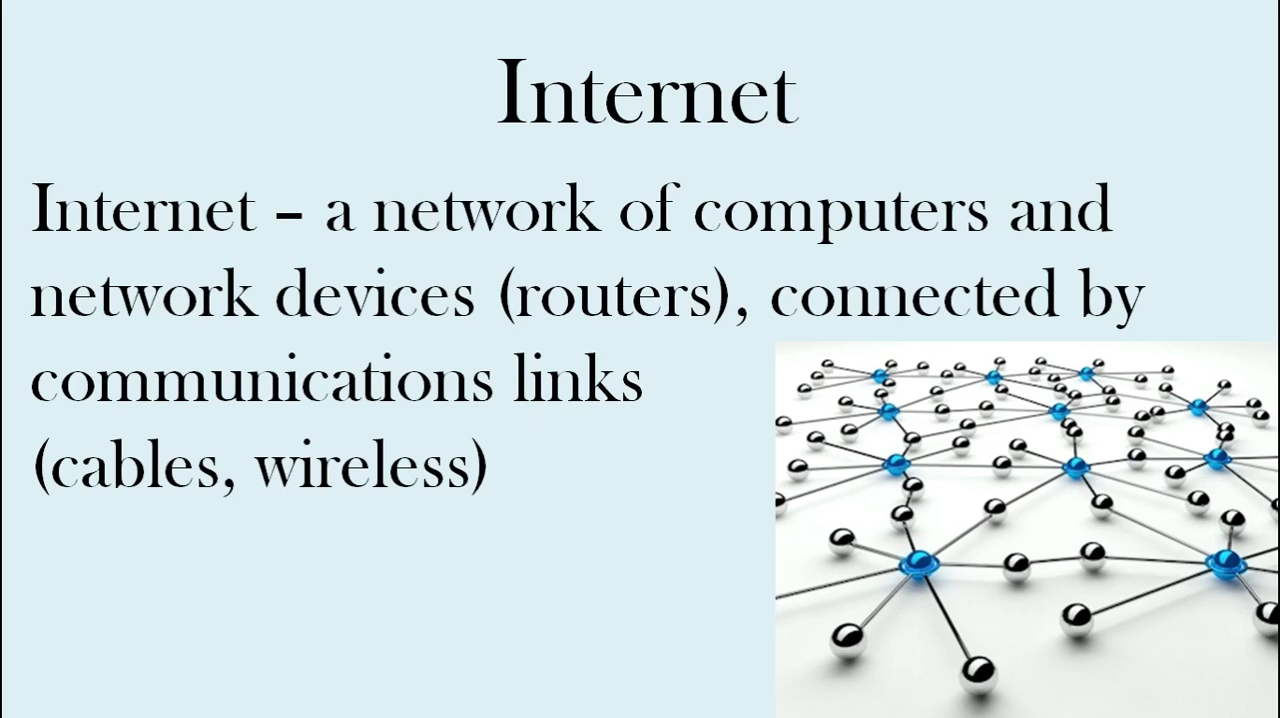 Internet
Internet – a network of computers and
network devices (routers), connected by
communications links
(cables, wireless)